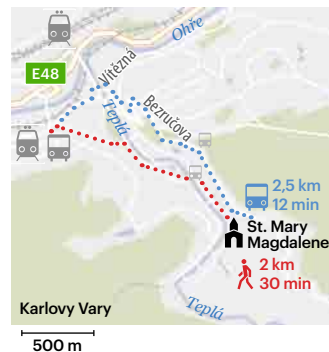 Ohře
E48
Vítězná
Teplá
Bezručova
2,5 km
12 min
St. Mary
Magdalene
2 km
30 min
Karlovy Vary
Teplá
500 m